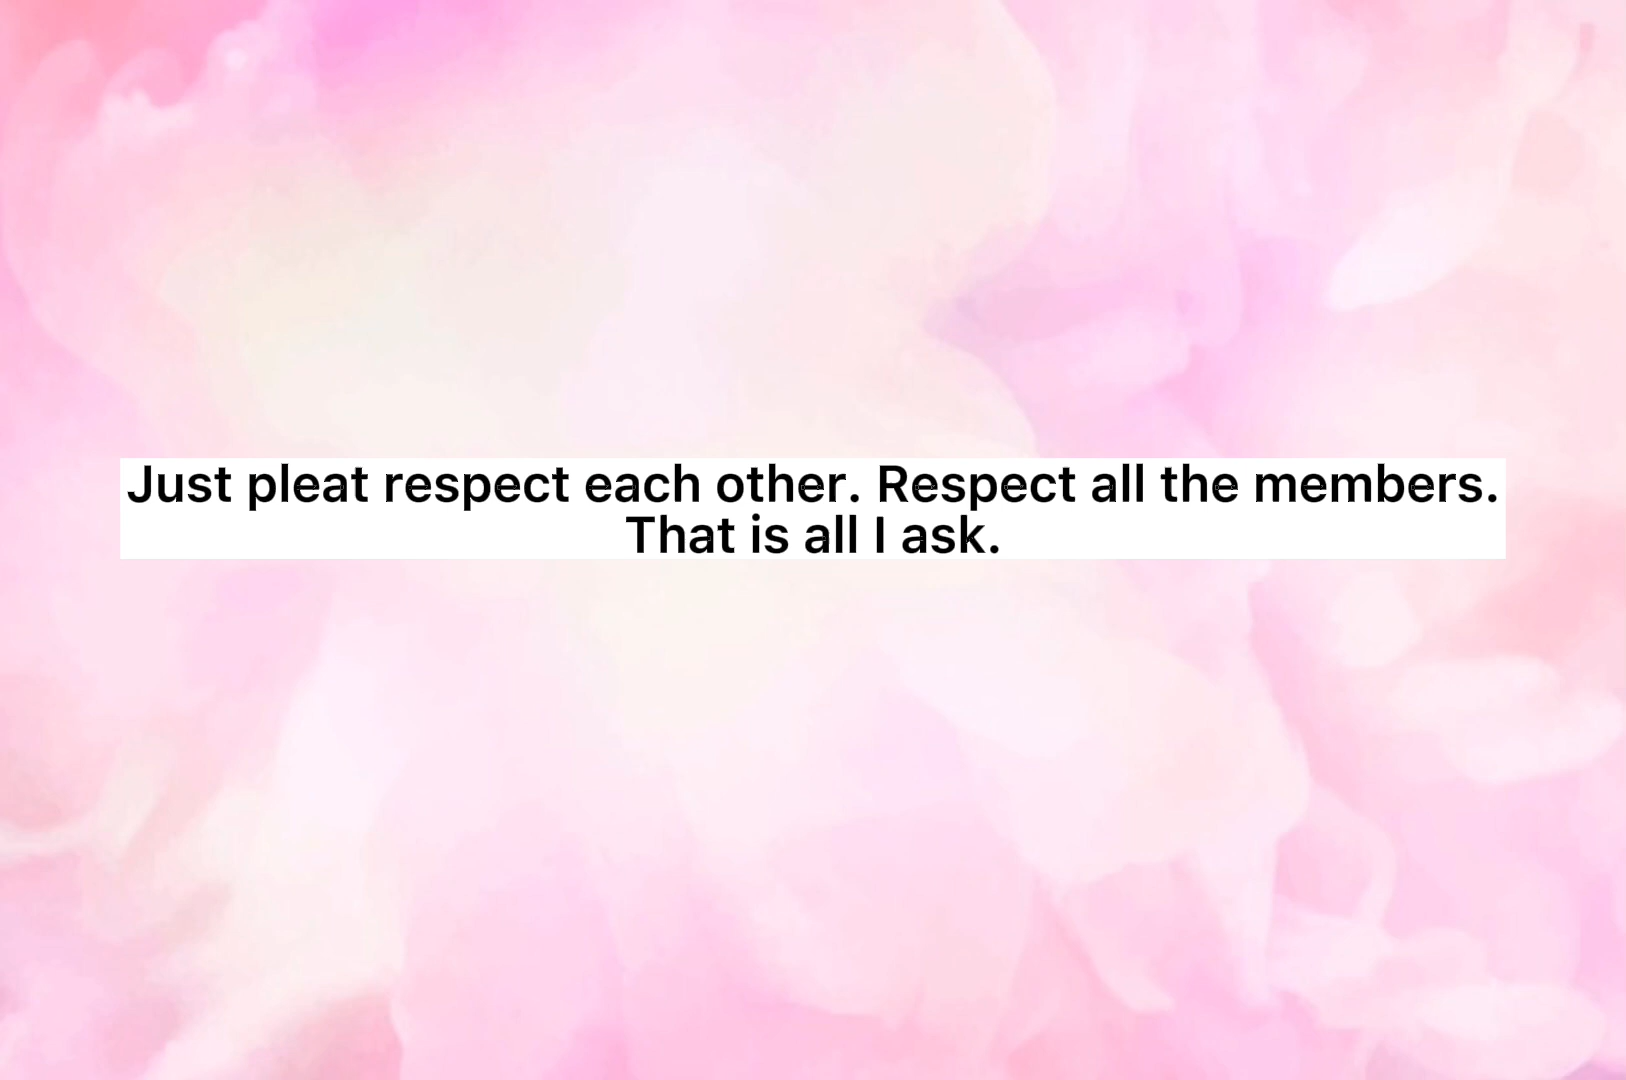 Just pleat respect each other. Respect all the members.
That is all I ask.